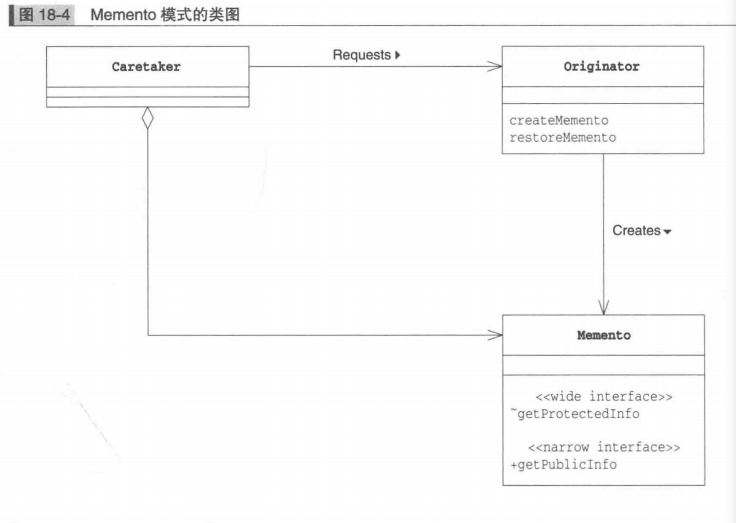 图 18-4 Memento 模式的类图
Caretaker
Requests
Originator
createMemento
restoreMemento
Creates
Memento
<<wide interface>>
~getProtectedInfo
<<narrow interface>>
+getPublicInfo